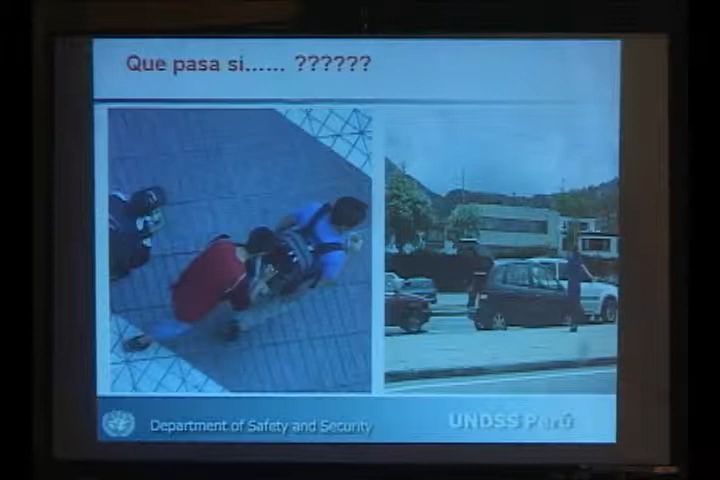 Que pasa si...... ??????
Department of Safety and Security
UNDSS Perú